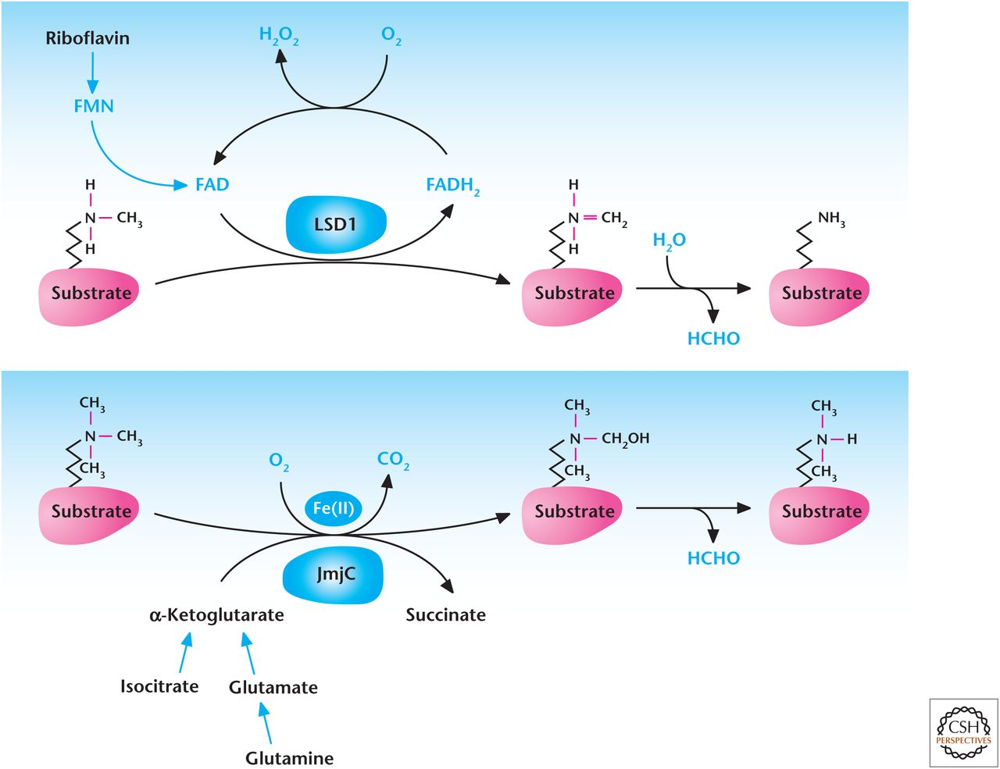 Riboflavin
H2O2
O2
FMN
FAD
FADH2
LSD1
H
N
CH3
H
Substrate
H
N
CH2
H
Substrate
H2O
HCHO
NH3
Substrate
CH3
N
CH3
CH3
Substrate
O2
CO2
Fe(II)
JmjC
α-Ketoglutarate
Succinate
Isocitrate
Glutamate
Glutamine
CH3
N
CH2OH
CH3
Substrate
HCHO
CH3
N
H
CH3
Substrate
CSH
PERSPECTIVES